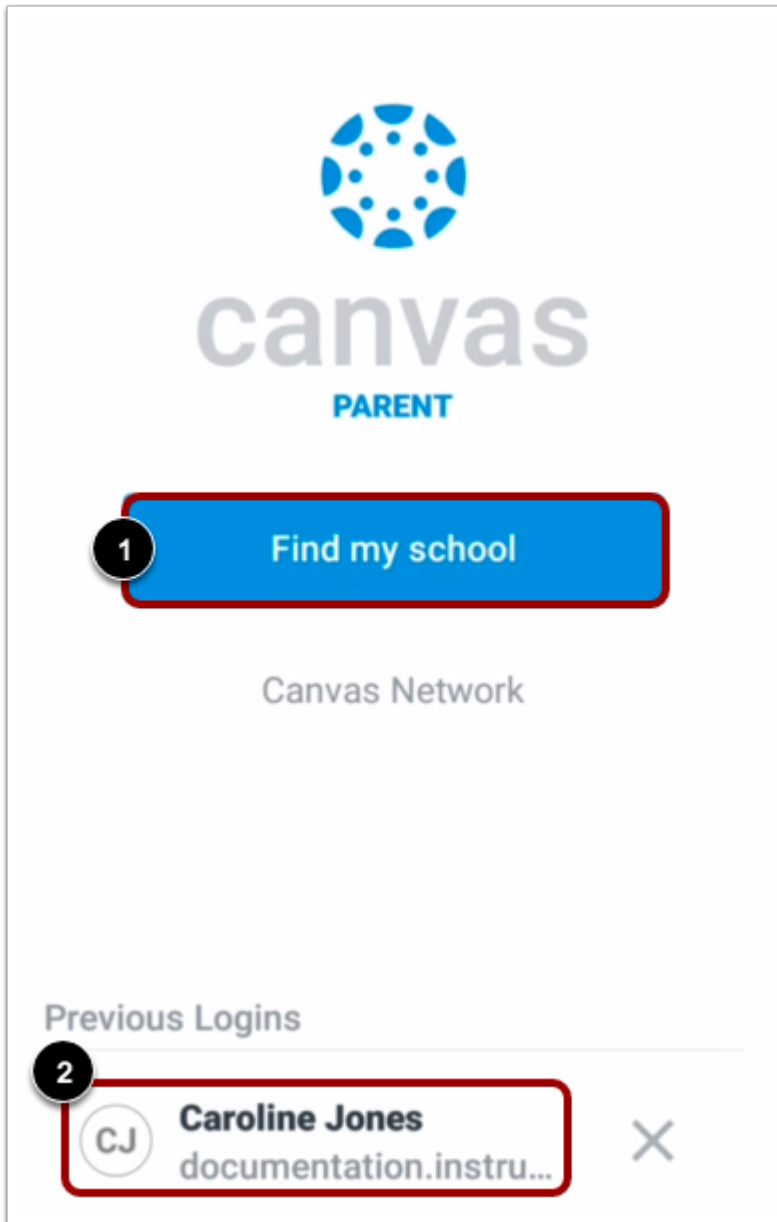 canvas
PARENT
1
Find my school
Canvas Network
Previous Logins
2
CJ
Caroline Jones
documentation.instru...